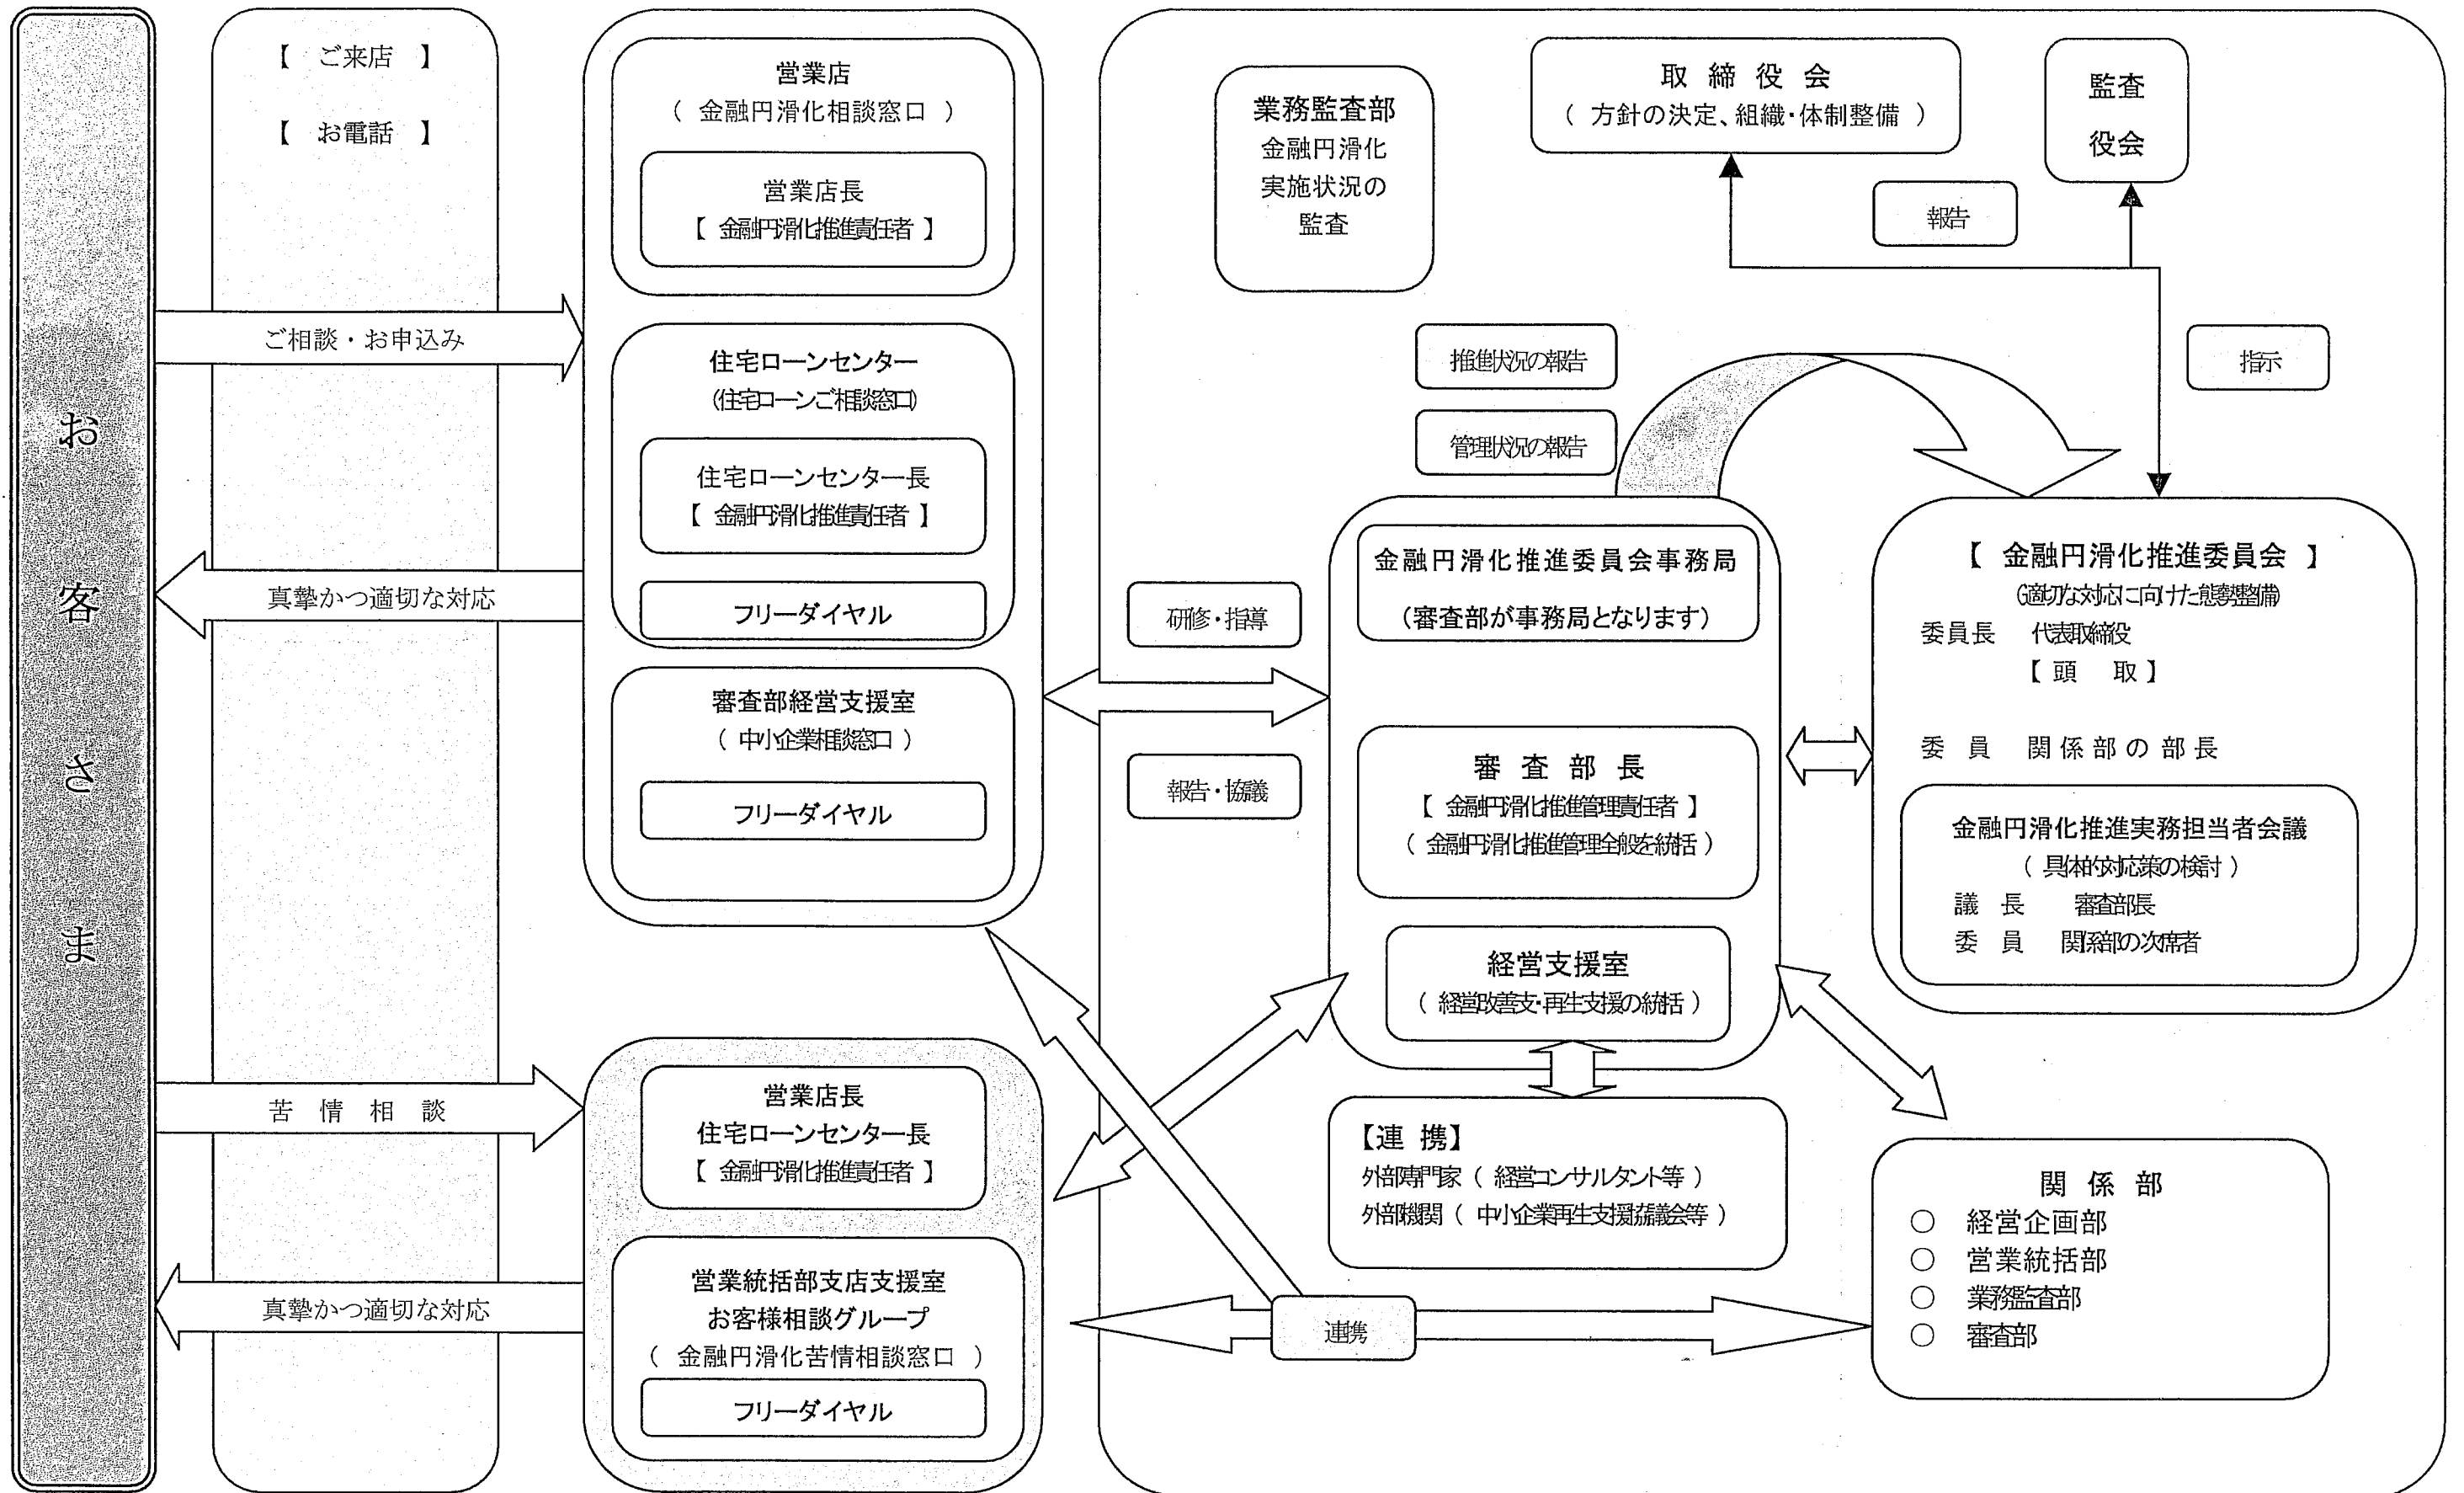 お客さま
【 ご来店 】
【 お電話 】
ご相談・お申込み
真摯かつ適切な対応
苦 情 相 談
真摯かつ適切な対応
営業店
( 金融円滑化相談窓口 )
営業店長
【 金融円滑化推進責任者 】
住宅ローンセンター
(住宅ローンご相談窓口)
住宅ローンセンター長
【 金融円滑化推進責任者 】
フリーダイヤル
審査部経営支援室
( 中小企業相談窓口 )
フリーダイヤル
営業店長
住宅ローンセンター長
【 金融円滑化推進責任者 】
営業統括部支店支援室
お客様相談グループ
( 金融円滑化苦情相談窓口 )
フリーダイヤル
業務監査部
金融円滑化
実施状況の
監査
取 締 役 会
( 方針の決定、組織・体制整備 )
監査
役会
報告
指示
推進状況の報告
管理状況の報告
研修・指導
報告・協議
金融円滑化推進委員会事務局
(審査部が事務局となります)
審 査 部 長
【 金融円滑化推進管理責任者 】
( 金融円滑化推進管理全般を統括 )
経営支援室
( 経営改善支・再生支援の統括 )
【連 携】
外部専門家 ( 経営コンサルタント等 )
外部機関 ( 中小企業再生支援協議会等 )
連携
【 金融円滑化推進委員会 】
(適切な対応に向けた態勢整備)
委員長 代表取締役
【 頭 取 】
委 員 関係部の部長
金融円滑化推進実務担当者会議
( 具体的対応策の検討 )
議 長 審査部長
委 員 関係部の次席者
関 係 部
○ 経営企画部
○ 営業統括部
○ 業務監査部
○ 審査部